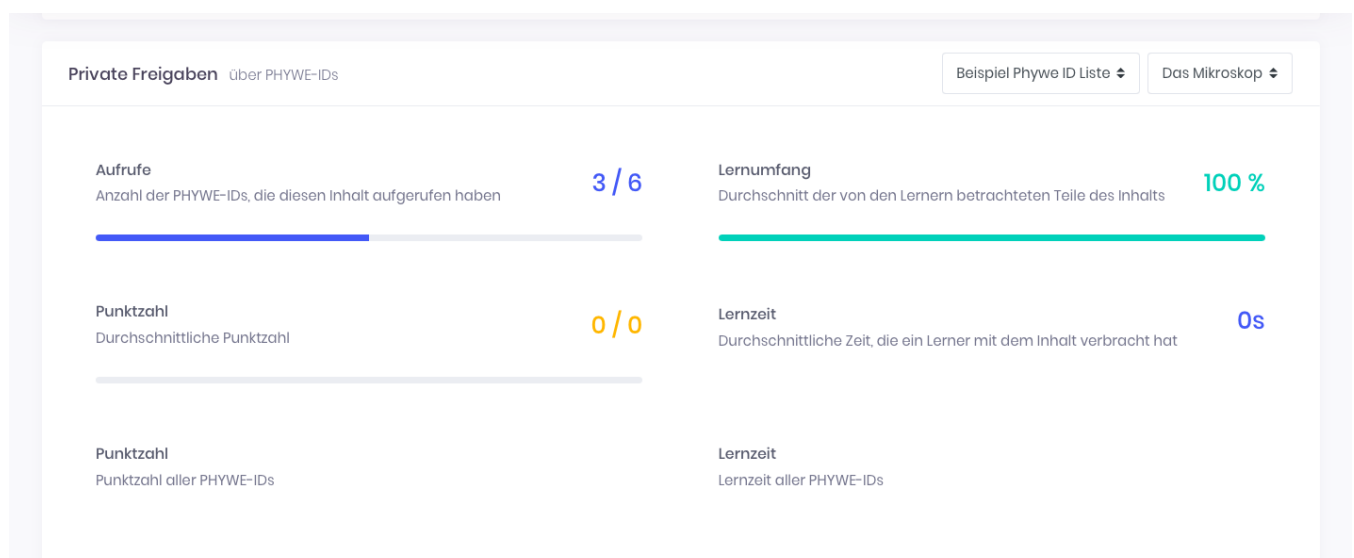 Private Freigaben über PHYWE-IDs
Beispiel Phywe ID Liste
Das Mikroskop
Aufrufe
Anzahl der PHYWE-IDs, die diesen Inhalt aufgerufen haben
3 / 6
Lernumfang
Durchschnitt der von den Lernern betrachteten Teile des Inhalts
100 %
Punktzahl
Durchschnittliche Punktzahl
0 / 0
Lernzeit
Durchschnittliche Zeit, die ein Lerner mit dem Inhalt verbracht hat
0s
Punktzahl
Punktzahl aller PHYWE-IDs
Lernzeit
Lernzeit aller PHYWE-IDs